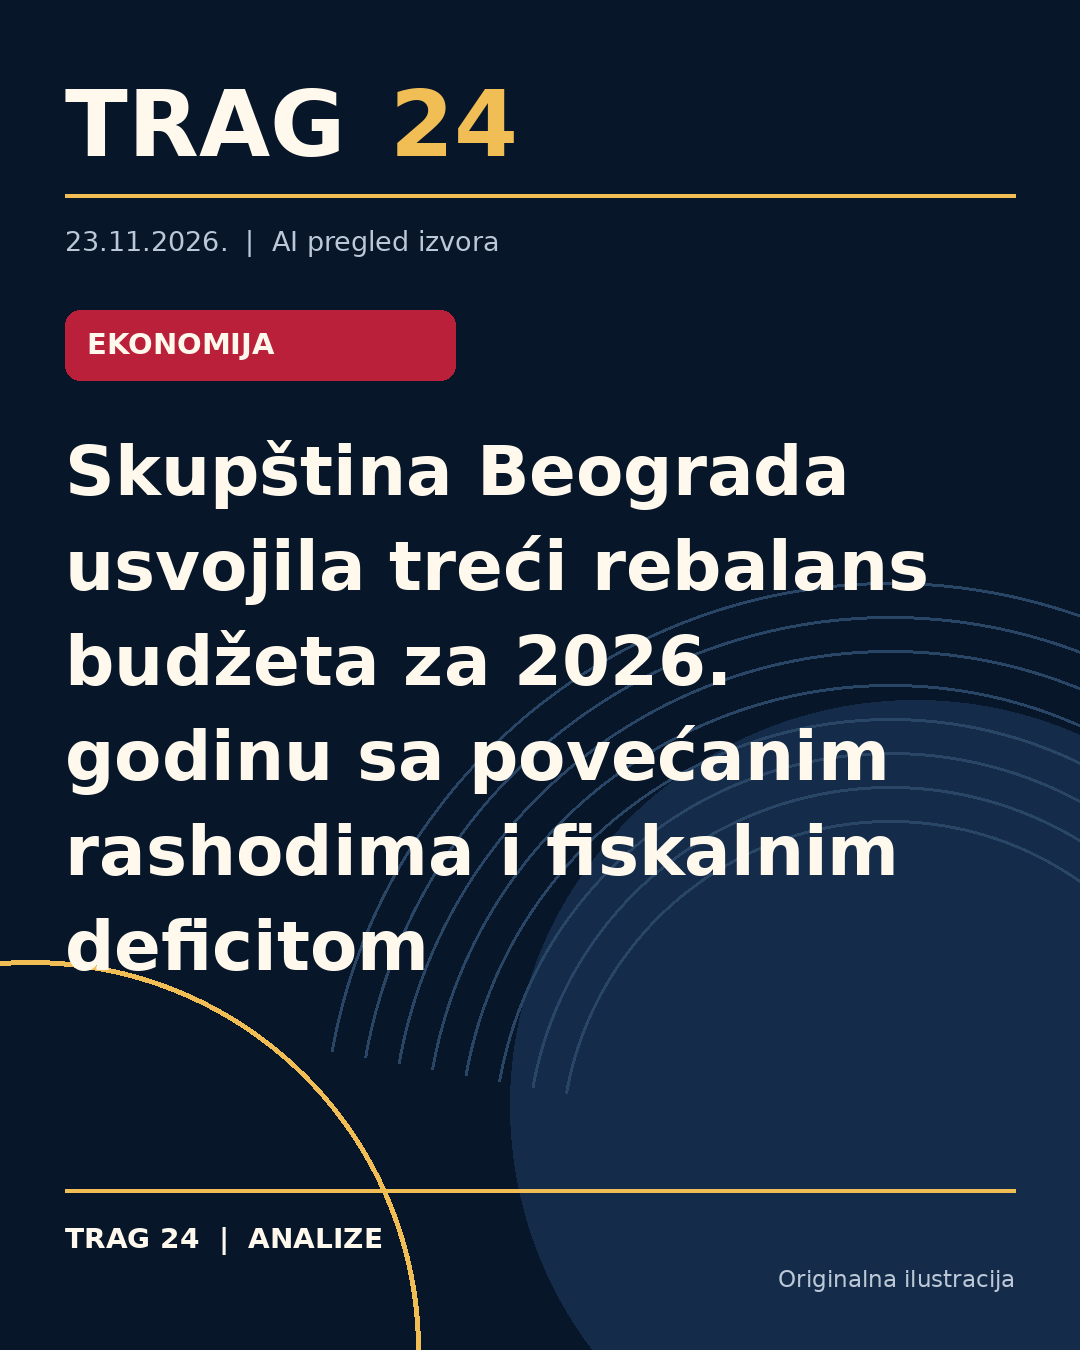 TRAG 24
23.11.2026. | AI pregled izvora
EKONOMIJA
Skupština Beograda
usvojila treći rebalans
budžeta za 2026.
godinu sa povećanim
rashodima i fiskalnim
deficitom
TRAG 24 | ANALIZE
Originalna ilustracija